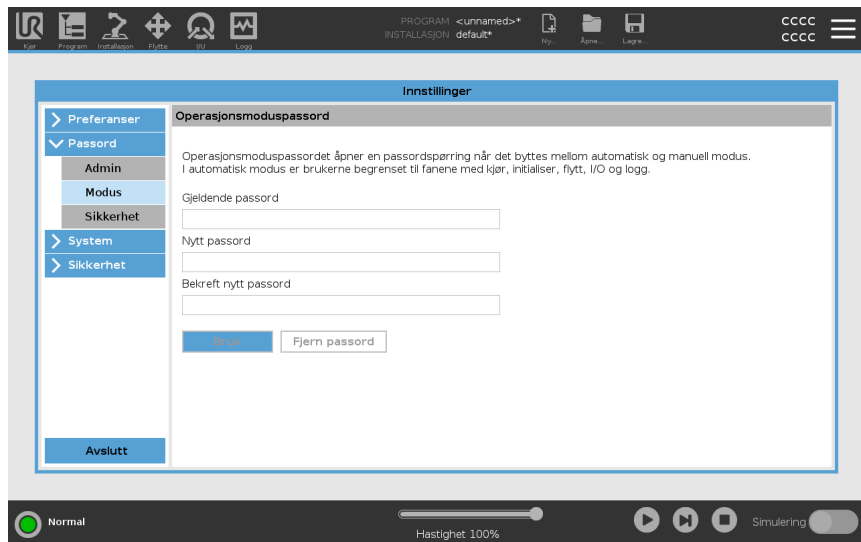 UR
PROGRAM <unnamed>*
INSTALLASJON default*
CCCC
CCCC
Kjør Program Installasjon Flytte I/U Logg Ny... Åpne... Lagre...
Innstillinger
Preferanser
Passord
Admin
Modus
Sikkerhet
System
Sikkerhet
Avslutt
Operasjonsmoduspassord
Operasjonsmoduspassordet åpner en passordspørring når det byttes mellom automatisk og manuell modus.
I automatisk modus er brukerne begrenset til fanene med kjør, initialiser, flytt, I/O og logg.
Gjeldende passord
Nytt passord
Bekreft nytt passord
Bruk Fjern passord
Normal
Hastighet 100%
Simulering